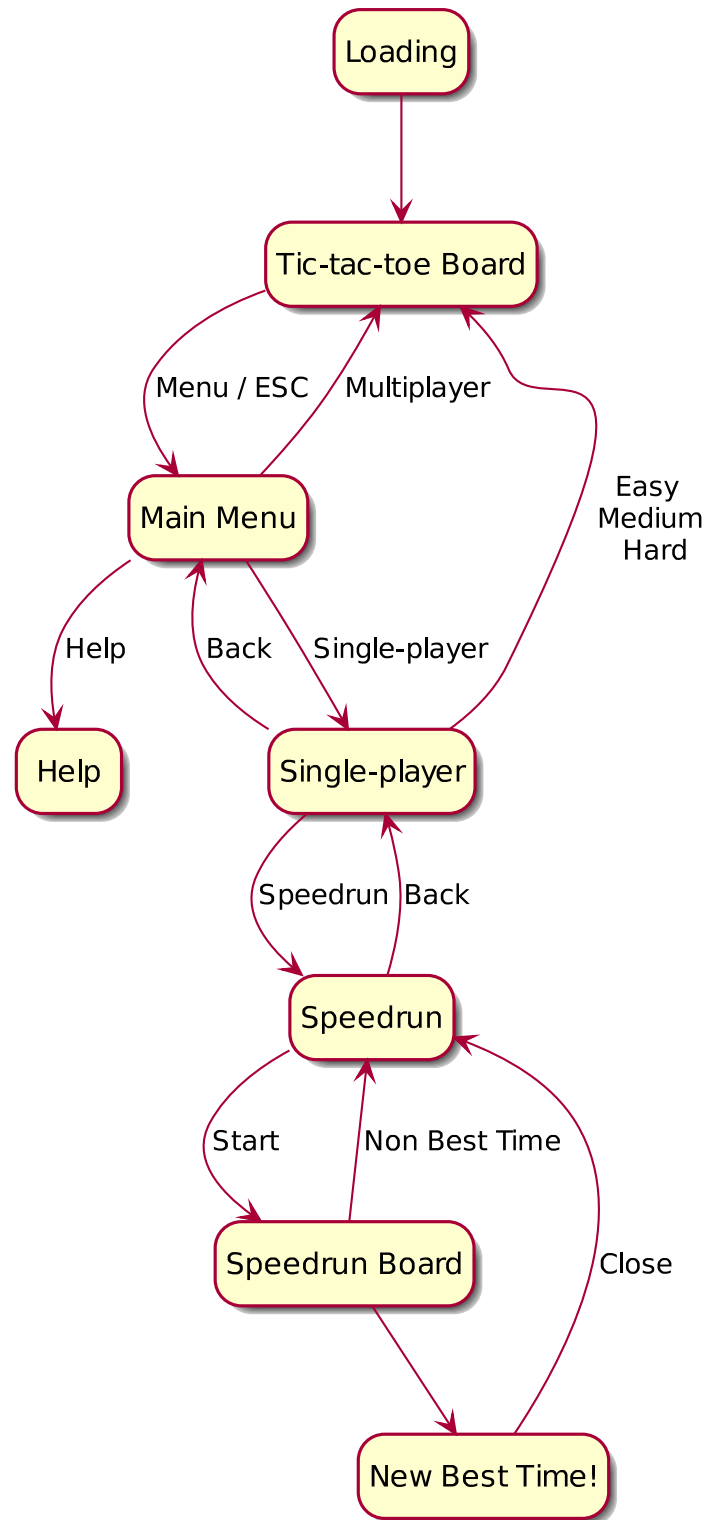 Loading
Tic-tac-toe Board
Menu / ESC
Multiplayer
Main Menu
Easy
Medium
Hard
Help
Back
Single-player
Help
Single-player
Speedrun
Back
Speedrun
Start
Non Best Time
Speedrun Board
Close
New Best Time!